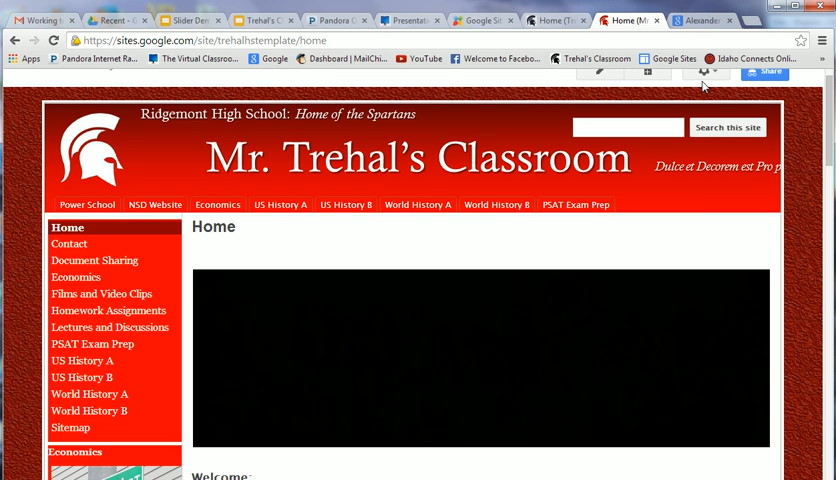 Working to
Recent - G
Slider Den
Trehal's Cl
Pandora O
Presentati
Google Sit
Home (Tr
Home (Mr
Alexander
https://sites.google.com/site/trehalhstemplate/home
Apps Pandora Internet Ra... The Virtual Classroo... Google Dashboard | MailChi... YouTube Welcome to Facebo... Trehal's Classroom Google Sites Idaho Connects Onli... »
Share
Ridgemont High School: Home of the Spartans
Search this site
Mr. Trehal's Classroom
Dulce et Decorem est Pro p
Power School NSD Website Economics US History A US History B World History A World History B PSAT Exam Prep
Home
Contact
Document Sharing
Economics
Films and Video Clips
Homework Assignments
Lectures and Discussions
PSAT Exam Prep
US History A
US History B
World History A
World History B
Sitemap
Economics
Home
Welcome: